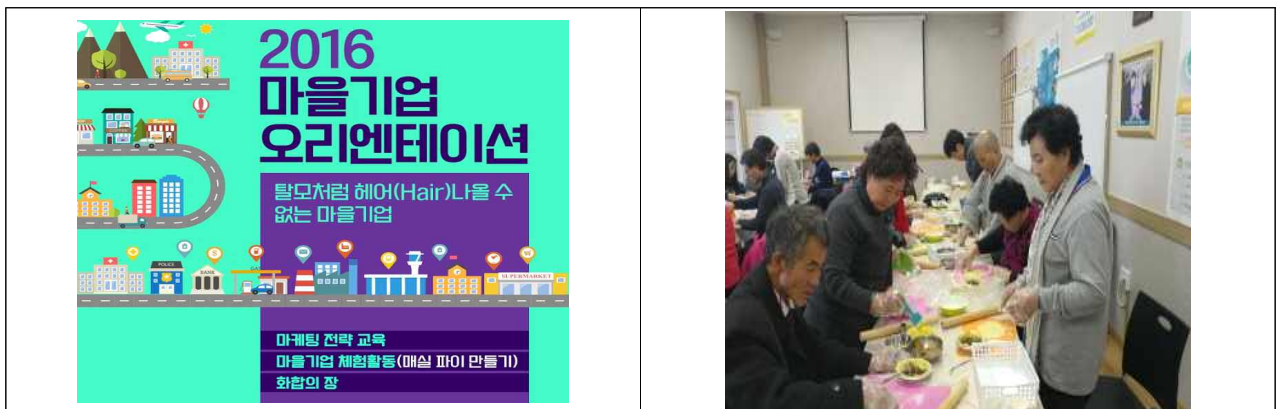 2016
마을기업
오리엔테이션
탈모처럼 헤어(Hair)나올 수
없는 마을기업
POLICE
BANK
SUPERMARKET
마케팅 전략 교육
마을기업 체험활동(매실 파이 만들기)
화합의 장